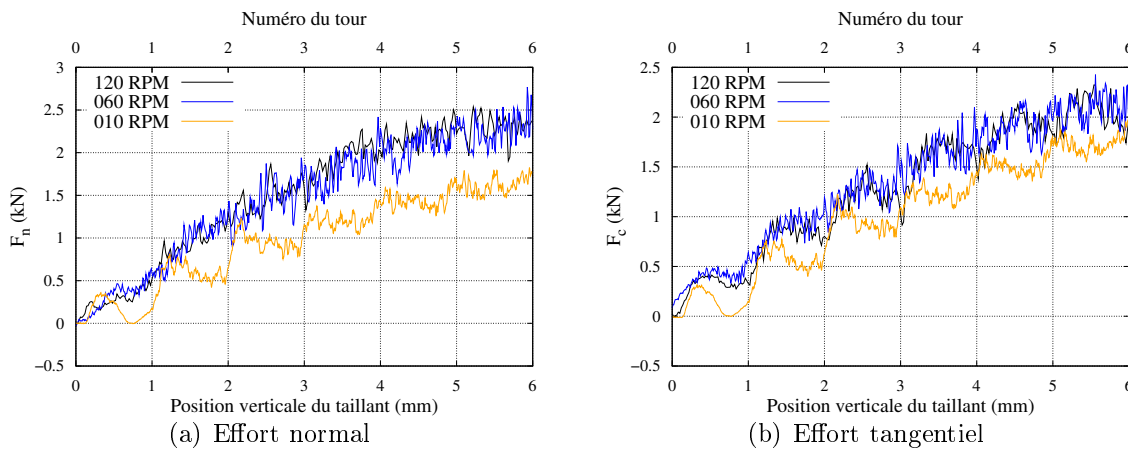 Numéro du tour
0 1 2 3 4 5 6
3
2.5
2
1.5
1
0.5
0
−0.5
F_n (kN)
120 RPM
060 RPM
010 RPM
0 1 2 3 4 5 6
Position verticale du taillant (mm)
(a) Effort normal
Numéro du tour
0 1 2 3 4 5 6
2.5
2
1.5
1
0.5
0
−0.5
F_c (kN)
120 RPM
060 RPM
010 RPM
0 1 2 3 4 5 6
Position verticale du taillant (mm)
(b) Effort tangentiel